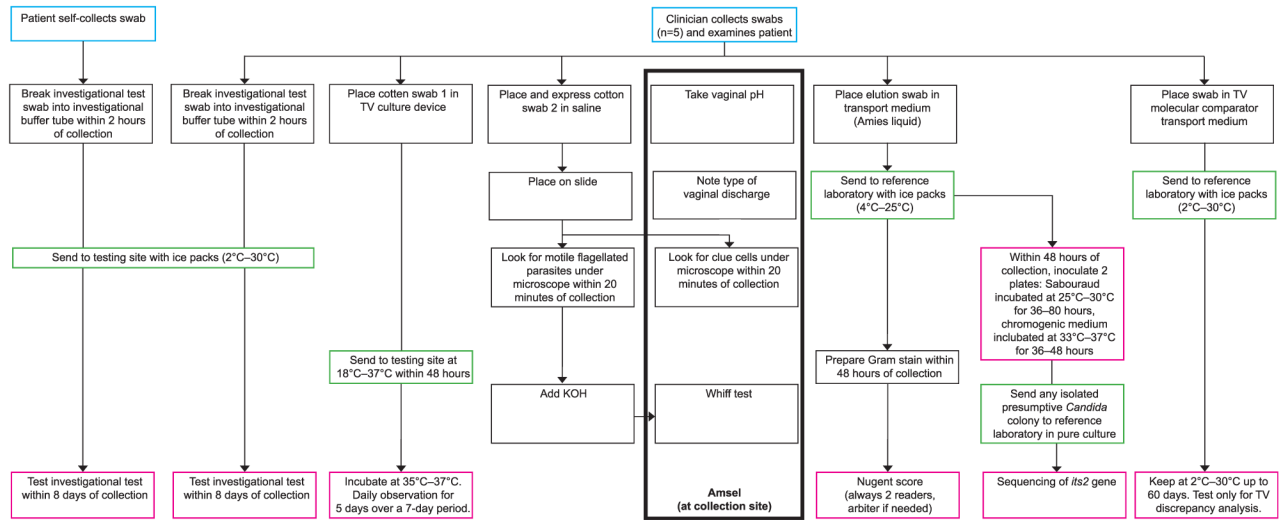 Patient self-collects swab
Clinician collects swabs
(n=5) and examines patient
Break investigational test
swab into investigational
buffer tube within 2 hours
of collection
Break investigational test
swab into investigational
buffer tube within 2 hours
of collection
Place cotten swab 1 in
TV culture device
Place and express cotton
swab 2 in saline
Take vaginal pH
Place elution swab in
transport medium
(Amies liquid)
Place swab in TV
molecular comparator
transport medium
Place on slide
Note type of
vaginal discharge
Send to reference
laboratory with ice packs
(4°C–25°C)
Send to reference
laboratory with ice packs
(2°C–30°C)
Send to testing site with ice packs (2°C–30°C)
Look for motile flagellated
parasites under
microscope within 20
minutes of collection
Look for clue cells under
microscope within 20
minutes of collection
Within 48 hours of
collection, inoculate 2
plates: Sabouraud
incubated at 25°C–30°C
for 36–80 hours,
chromogenic medium
inclubated at 33°C–37°C
for 36–48 hours
Send to testing site at
18°C–37°C within 48 hours
Prepare Gram stain within
48 hours of collection
Add KOH
Whiff test
Send any isolated
presumptive Candida
colony to reference
laboratory in pure culture
Test investigational test
within 8 days of collection
Test investigational test
within 8 days of collection
Incubate at 35°C–37°C.
Daily observation for
5 days over a 7-day period.
Amsel
(at collection site)
Nugent score
(always 2 readers,
arbiter if needed)
Sequencing of its2 gene
Keep at 2°C–30°C up to
60 days. Test only for TV
discrepancy analysis.